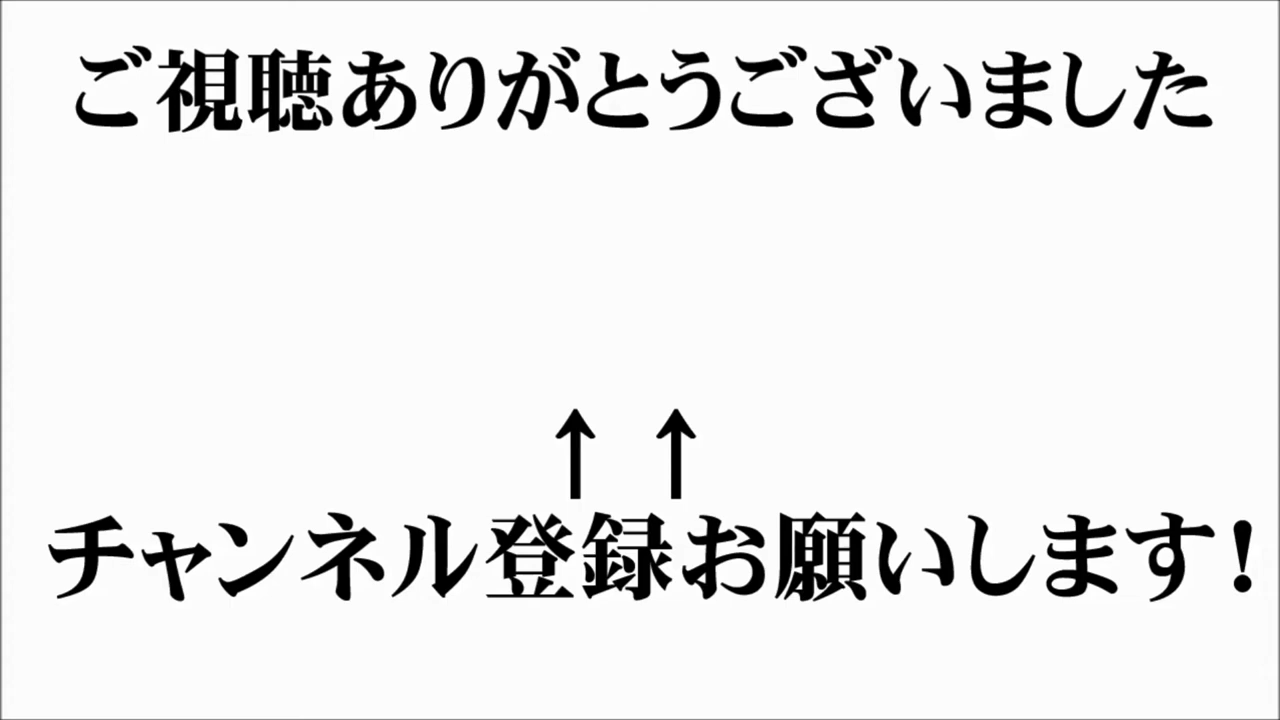 ご視聴ありがとうございました
↑ ↑
チャンネル登録お願いします!